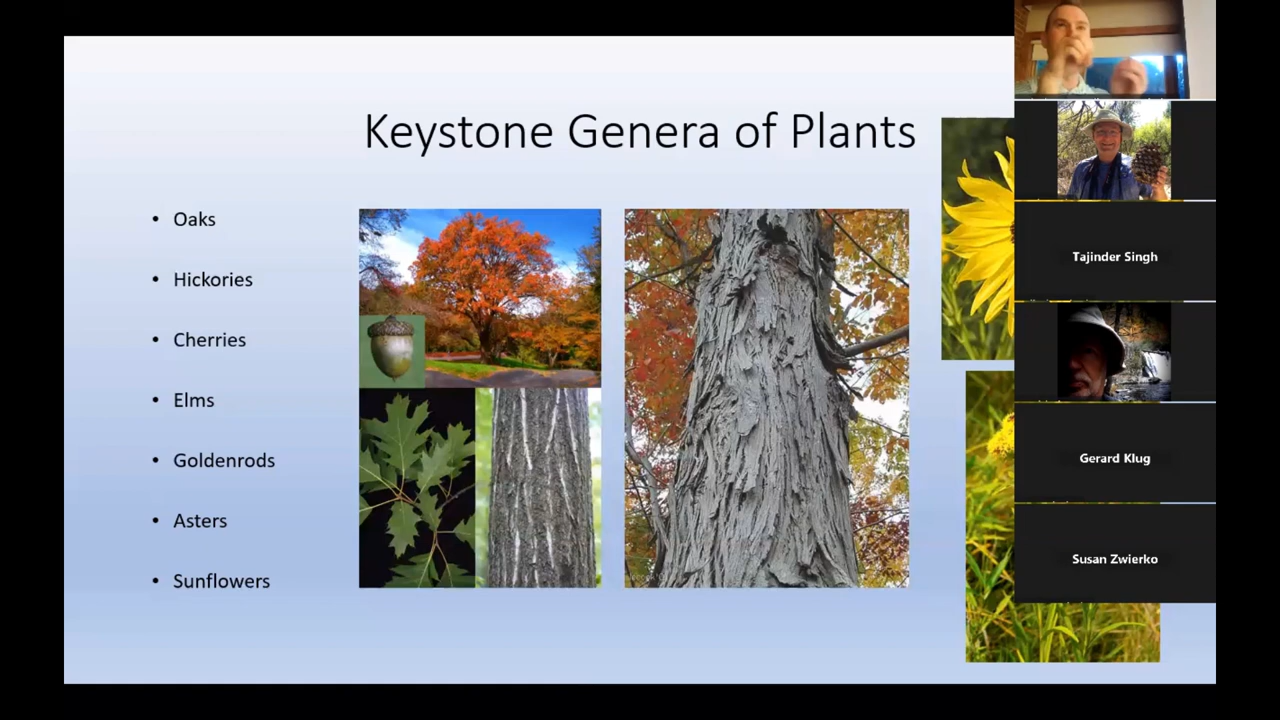 Keystone Genera of Plants
• Oaks
• Hickories
• Cherries
• Elms
• Goldenrods
• Asters
• Sunflowers
Tajinder Singh
Gerard Klug
Susan Zwierko